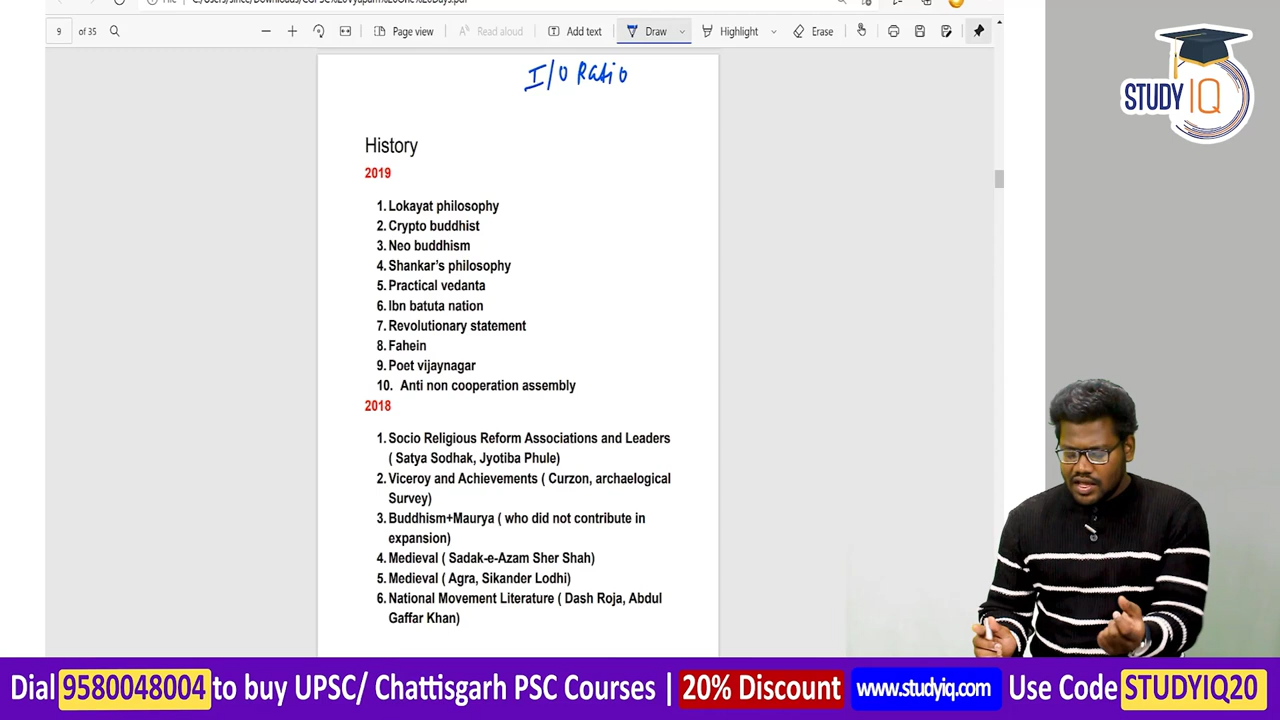 9 of 35 Page view Read aloud Add text Draw Highlight Erase
I/O Ratio
STUDY IQ
History
2019
1. Lokayat philosophy
2. Crypto buddhist
3. Neo buddhism
4. Shankar's philosophy
5. Practical vedanta
6. Ibn batuta nation
7. Revolutionary statement
8. Fahein
9. Poet vijaynagar
10. Anti non cooperation assembly
2018
1. Socio Religious Reform Associations and Leaders
( Satya Sodhak, Jyotiba Phule)
2. Viceroy and Achievements ( Curzon, archaelogical
Survey)
3. Buddhism+Maurya ( who did not contribute in
expansion)
4. Medieval ( Sadak-e-Azam Sher Shah)
5. Medieval ( Agra, Sikander Lodhi)
6. National Movement Literature ( Dash Roja, Abdul
Gaffar Khan)
Dial 9580048004 to buy UPSC/ Chattisgarh PSC Courses | 20% Discount www.studyiq.com Use Code STUDYIQ20